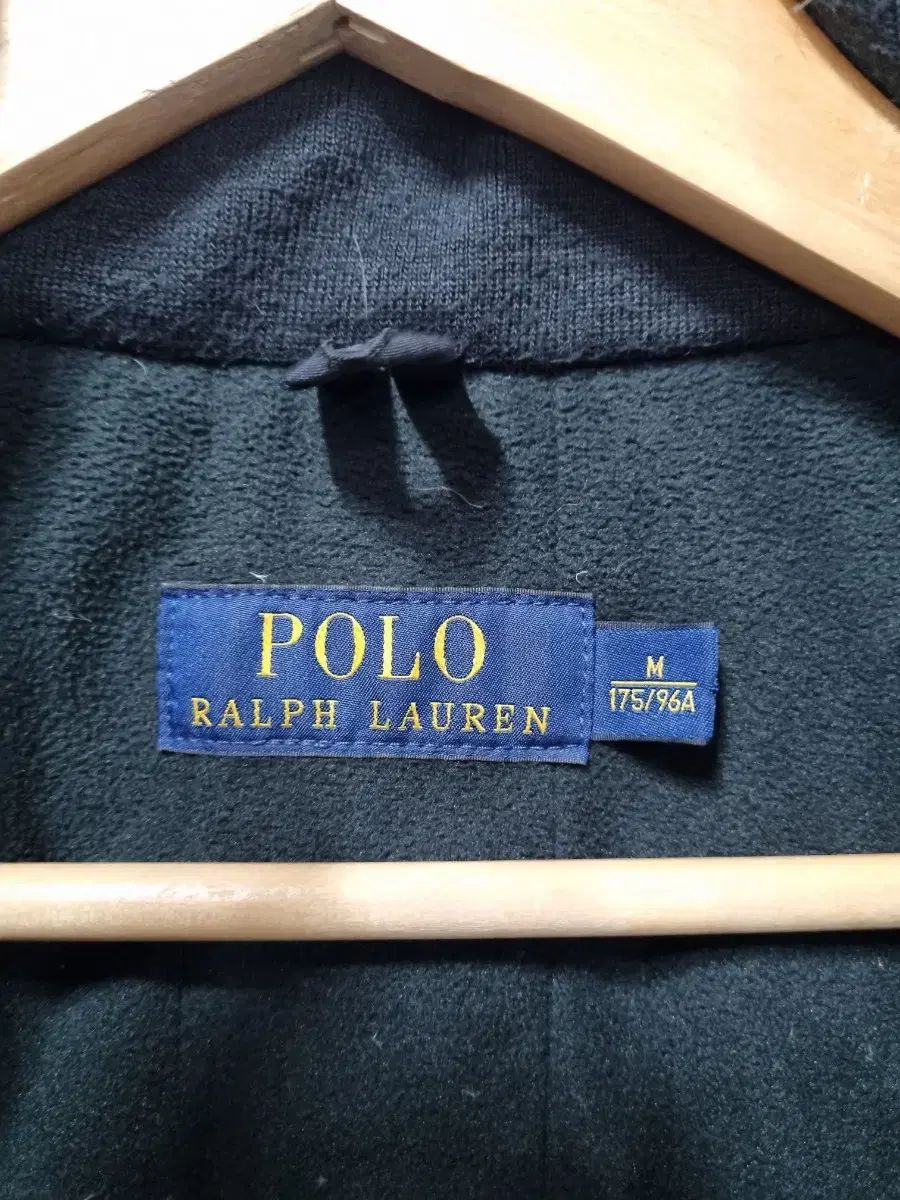 POLO
RALPH LAUREN
M
175/96A